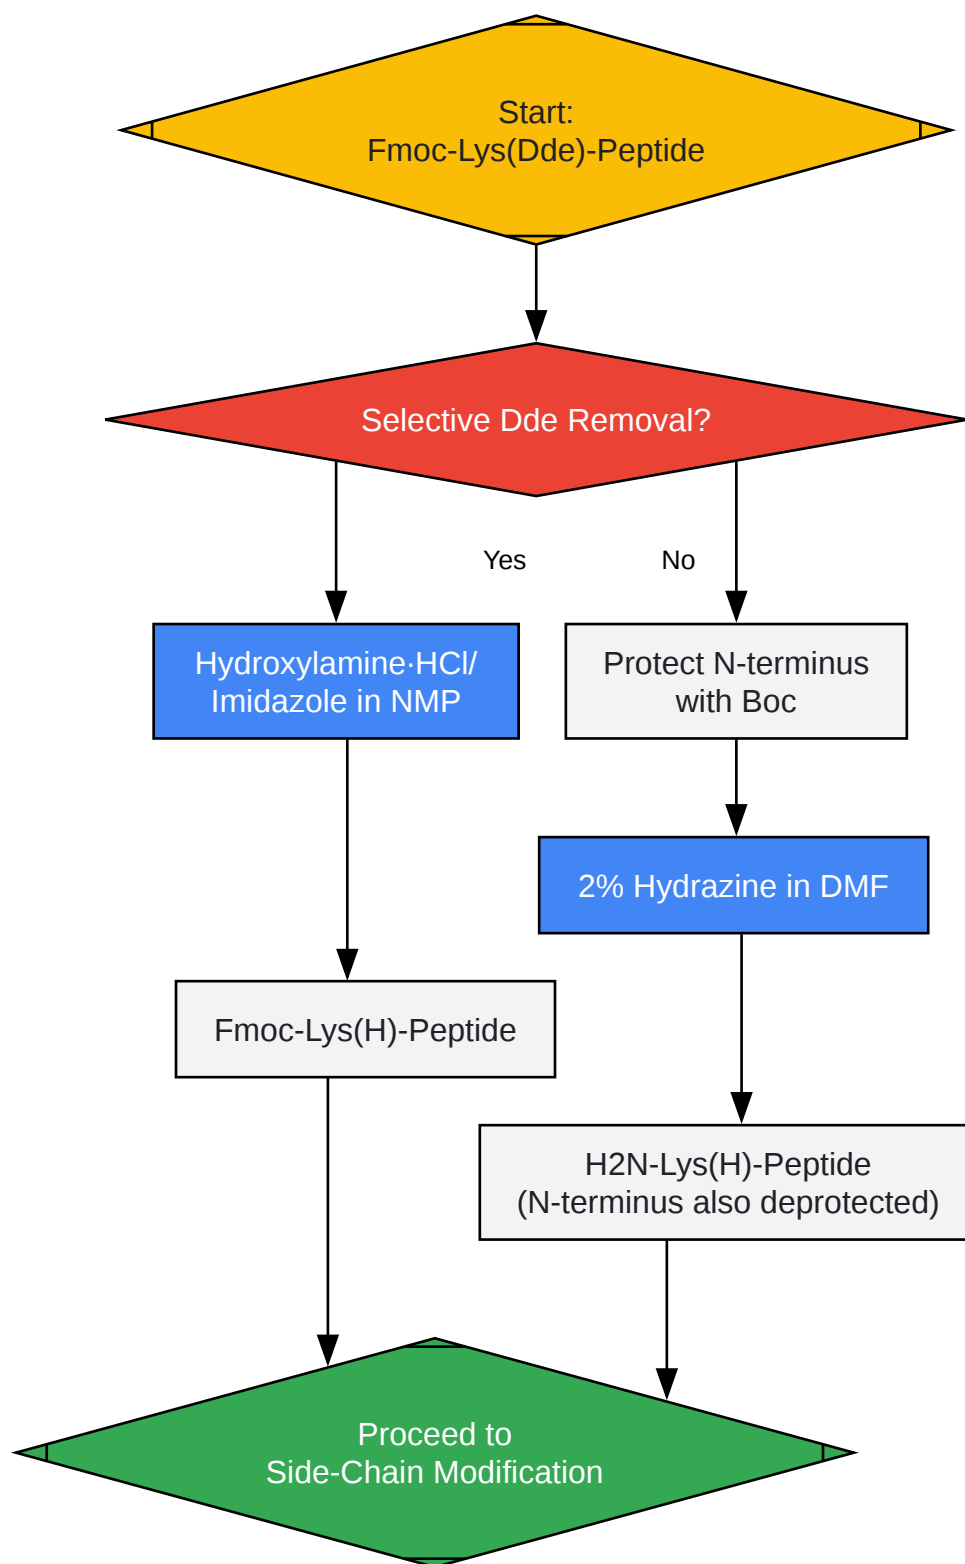 Start:
Fmoc-Lys(Dde)-Peptide
Selective Dde Removal?
Yes
No
Hydroxylamine·HCl/
Imidazole in NMP
Protect N-terminus
with Boc
2% Hydrazine in DMF
Fmoc-Lys(H)-Peptide
H2N-Lys(H)-Peptide
(N-terminus also deprotected)
Proceed to
Side-Chain Modification